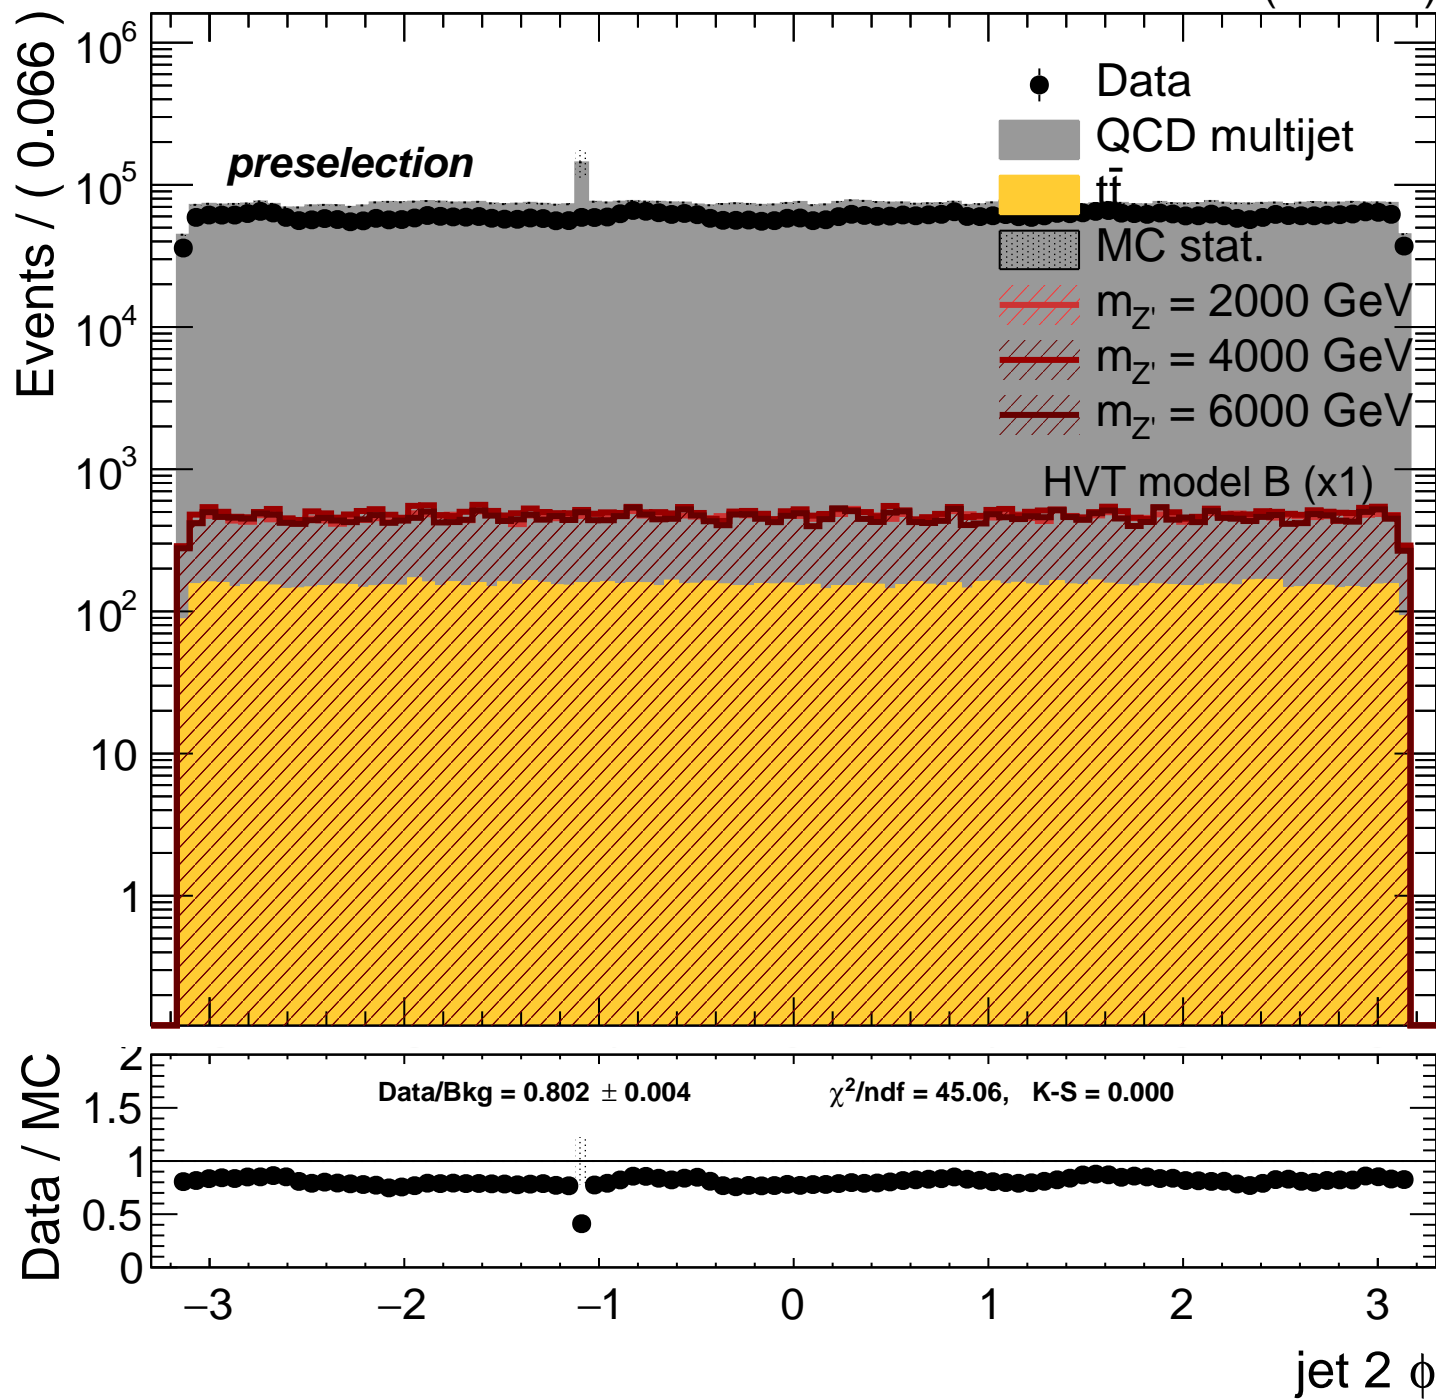 Events / ( 0.066 )
10^6
10^5
10^4
10^3
10^2
10
1
preselection
Data
QCD multijet
tt̄
MC stat.
m_Z' = 2000 GeV
m_Z' = 4000 GeV
m_Z' = 6000 GeV
HVT model B (x1)
Data / MC
2
1.5
1
0.5
0
Data/Bkg = 0.802 ± 0.004
χ²/ndf = 45.06, K-S = 0.000
−3 −2 −1 0 1 2 3
jet 2 ϕ